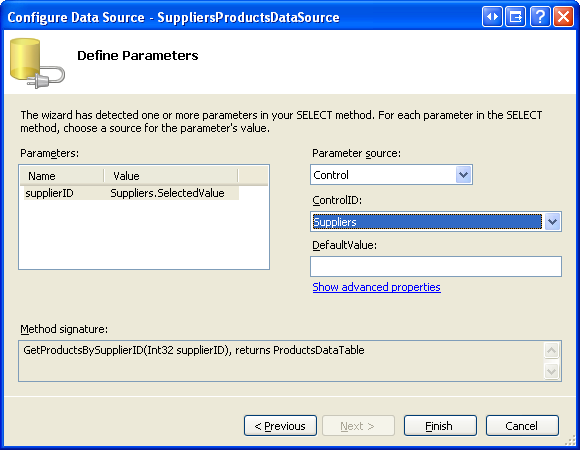 Configure Data Source - SuppliersProductsDataSource
Define Parameters
The wizard has detected one or more parameters in your SELECT method. For each parameter in the SELECT
method, choose a source for the parameter's value.
Parameters:
Name Value
supplierID Suppliers.SelectedValue
Parameter source:
Control
ControlID:
Suppliers
DefaultValue:
Show advanced properties
Method signature:
GetProductsBySupplierID(Int32 supplierID), returns ProductsDataTable
< Previous Next > Finish Cancel